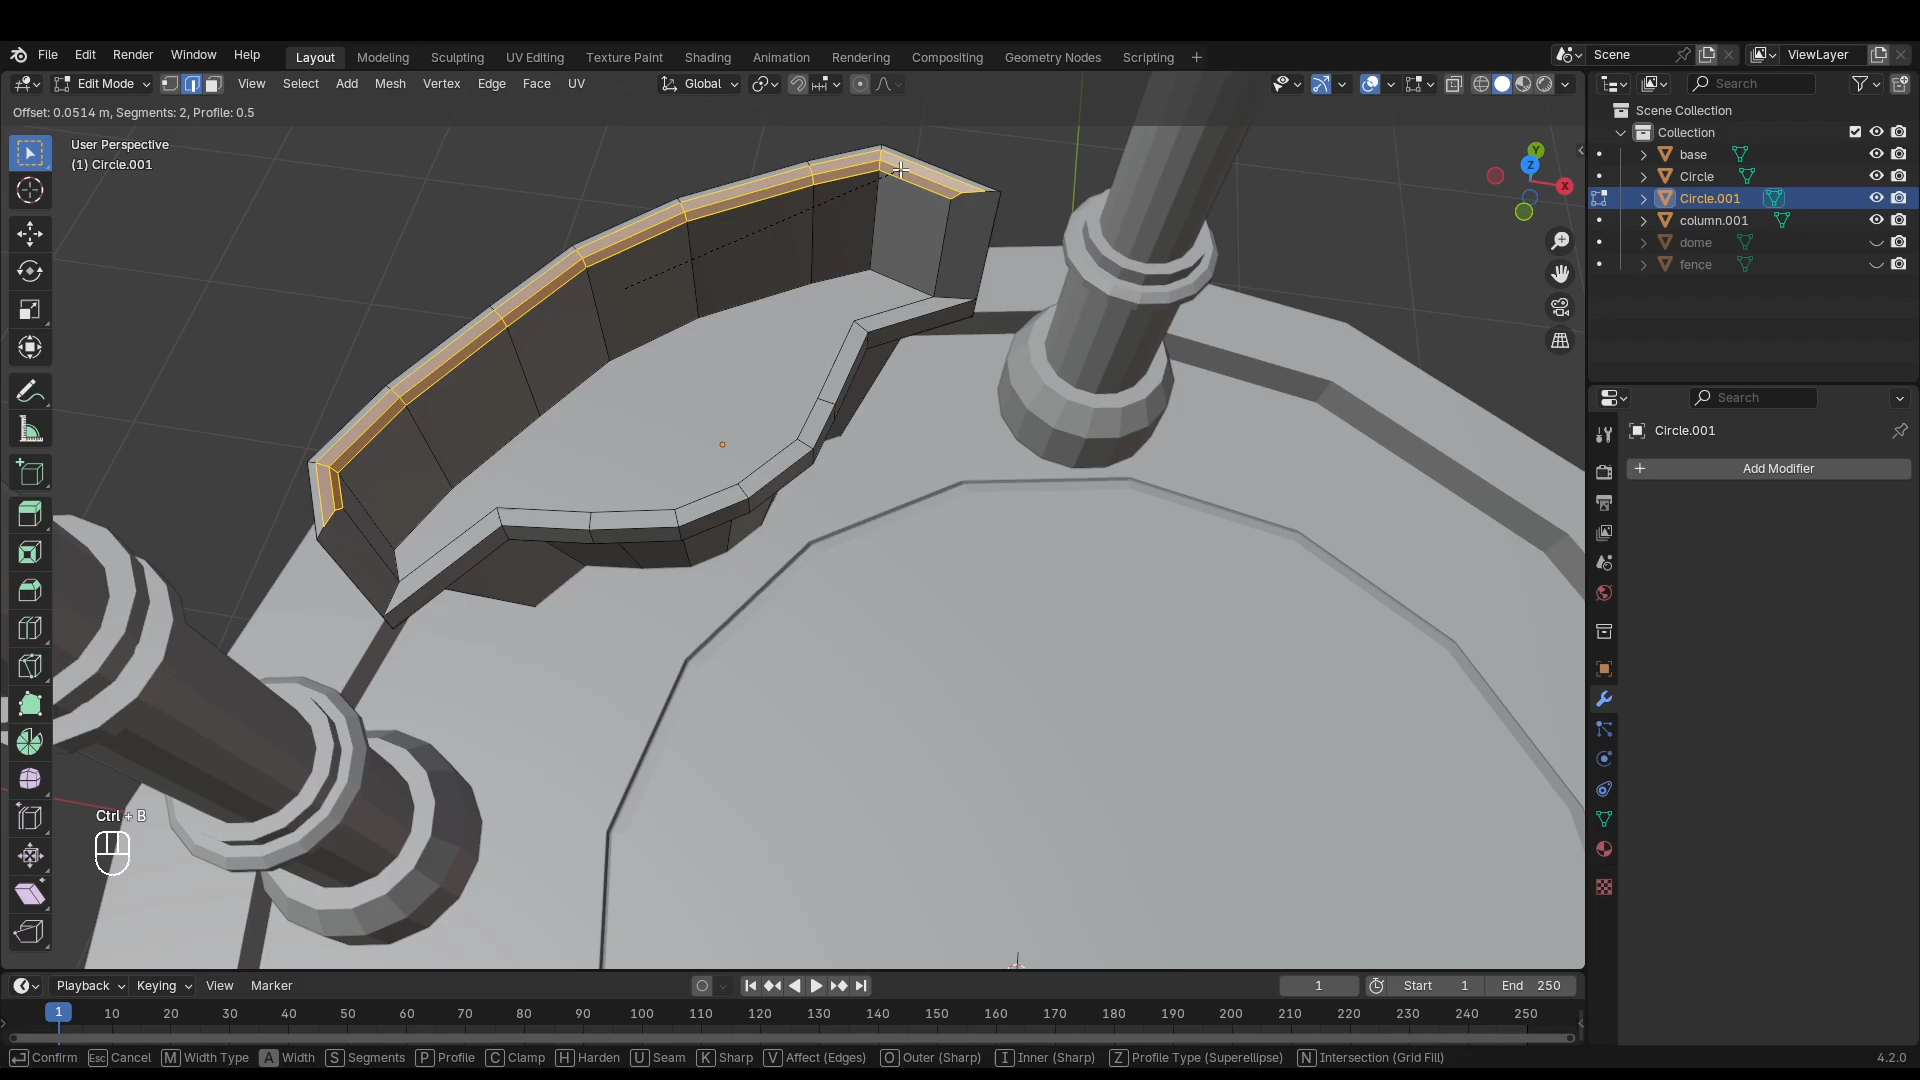 File Edit Render Window Help Layout Modeling Sculpting UV Editing Texture Paint Shading Animation Rendering Compositing Geometry Nodes Scripting + Scene ViewLayer
Edit Mode View Select Add Mesh Vertex Edge Face UV Global Search
Offset: 0.0514 m, Segments: 2, Profile: 0.5
User Perspective
(1) Circle.001
Y
Z
X
Scene Collection
Collection
base
Circle
Circle.001
column.001
dome
fence
Search
Circle.001
+ Add Modifier
Ctrl + B
Playback Keying View Marker 1 Start 1 End 250
1 10 20 30 40 50 60 70 80 90 100 110 120 130 140 150 160 170 180 190 200 210 220 230 240 250
Confirm Esc Cancel M Width Type A Width S Segments P Profile C Clamp H Harden U Seam K Sharp V Affect (Edges) O Outer (Sharp) I Inner (Sharp) Z Profile Type (Superellipse) N Intersection (Grid Fill) 4.2.0